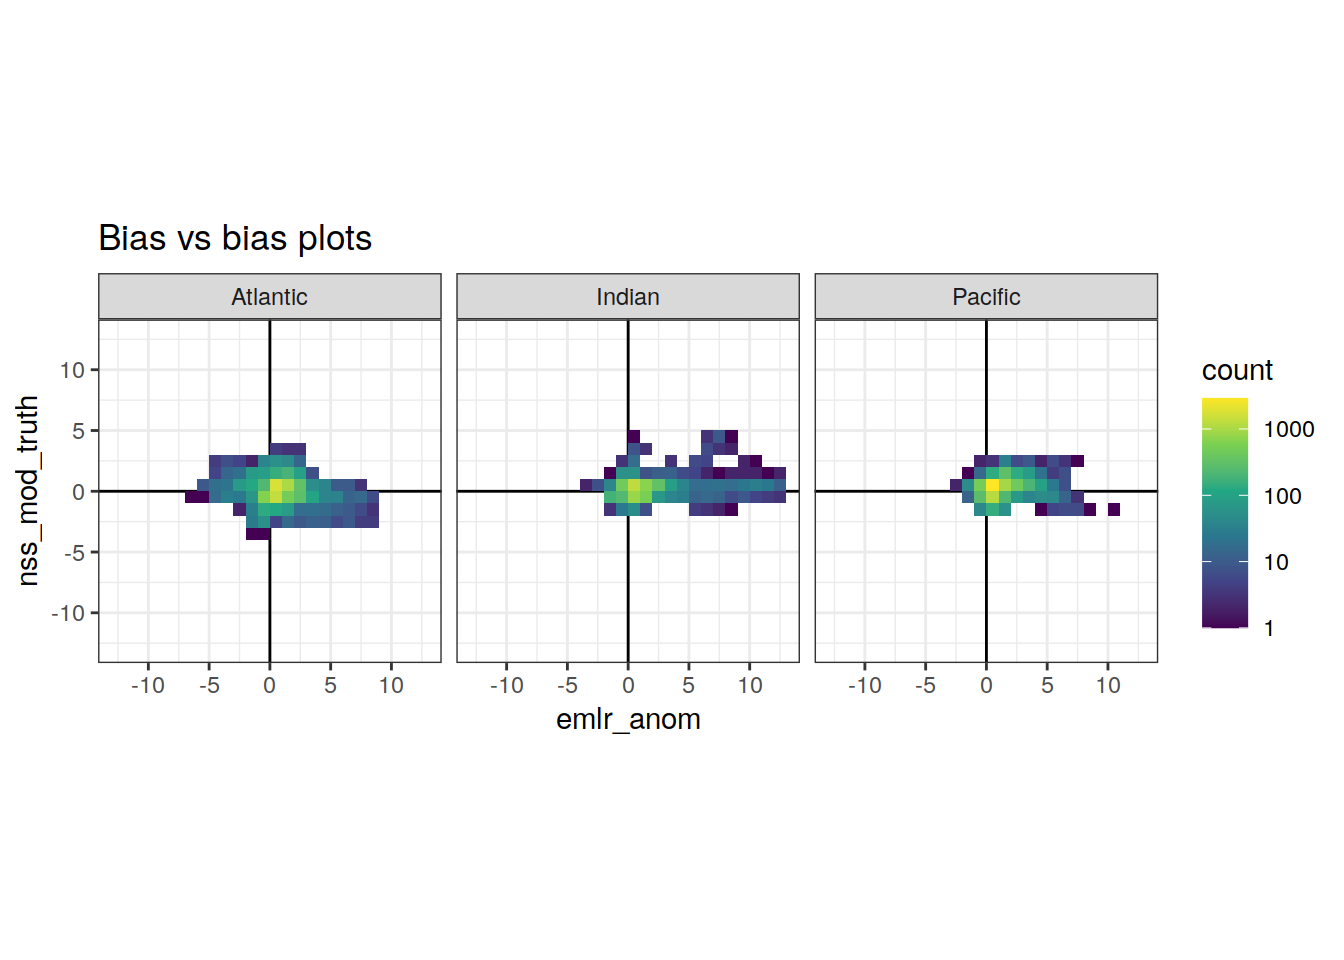 Bias vs bias plots
Atlantic Indian Pacific
nss_mod_truth
10
5
0
-5
-10
-10 -5 0 5 10 -10 -5 0 5 10 -10 -5 0 5 10
emlr_anom
count
1000
100
10
1